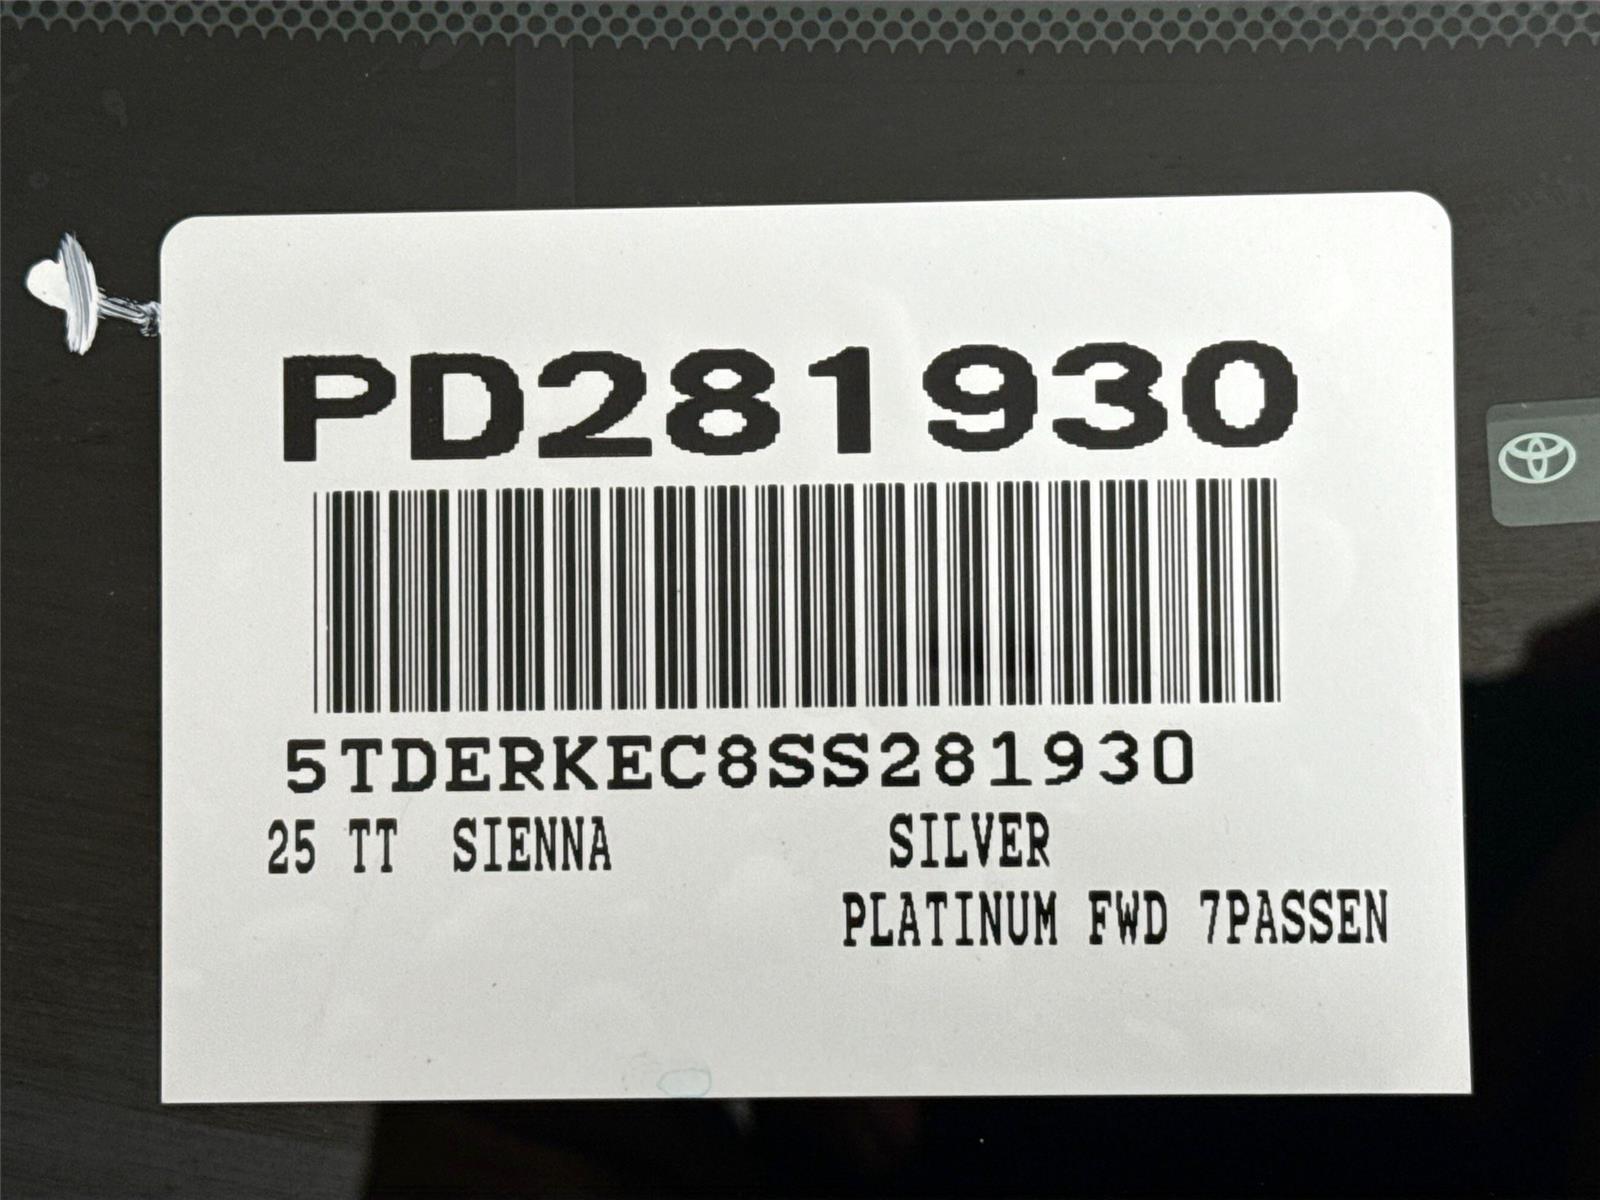 PD281930
5TDERKEC8SS281930
25 TT SIENNA SILVER
PLATINUM FWD 7PASSEN